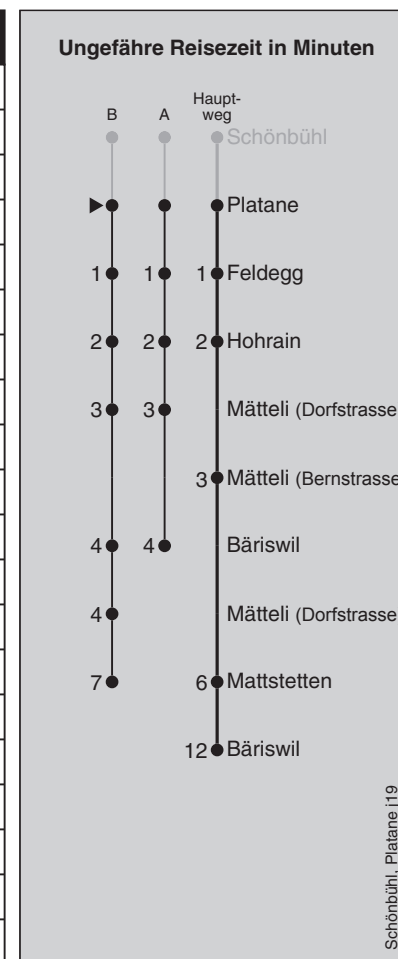 Ungefähre Reisezeit in Minuten
B A Haupt-
weg
Schönbühl
Platane
1 1 1 Feldegg
2 2 2 Hohrain
3 3 Mätteli (Dorfstrasse
3 Mätteli (Bernstrasse
4 4 Bäriswil
4 Mätteli (Dorfstrasse
7 6 Mattstetten
12 Bäriswil
Schönbühl, Platane j19